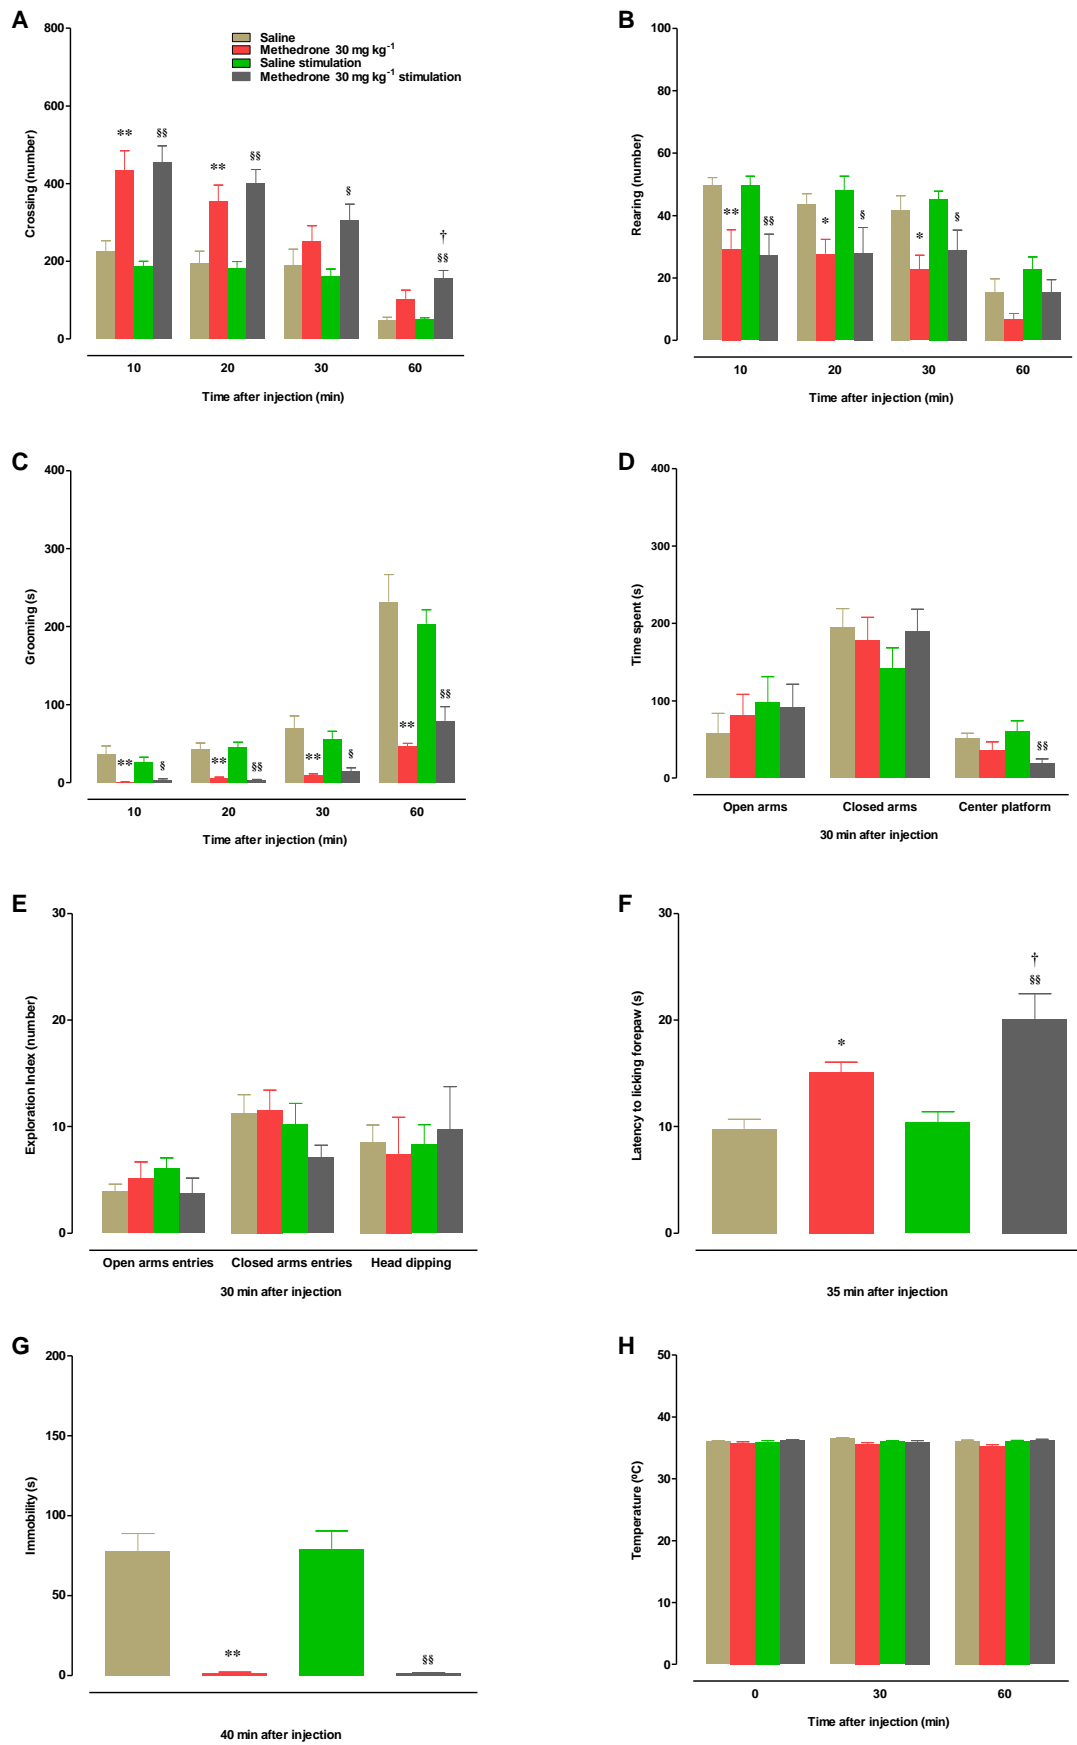 A
800
600
400
200
0
Crossing (number)
Saline
Methedrone 30 mg kg⁻¹
Saline stimulation
Methedrone 30 mg kg⁻¹ stimulation
** §§
** §§
§
†
§§
10 20 30 60
Time after injection (min)
B
100
80
60
40
20
0
Rearing (number)
** §§
* §
* §
10 20 30 60
Time after injection (min)
C
400
300
200
100
0
Grooming (s)
** §
** §§
** §
** §§
10 20 30 60
Time after injection (min)
D
400
300
200
100
0
Time spent (s)
§§
Open arms Closed arms Center platform
30 min after injection
E
30
20
10
0
Exploration Index (number)
Open arms entries Closed arms entries Head dipping
30 min after injection
F
30
20
10
0
Latency to licking forepaw (s)
*
†
§§
35 min after injection
G
200
150
100
50
0
Immobility (s)
** §§
40 min after injection
H
50
40
30
20
10
0
Temperature (ºC)
0 30 60
Time after injection (min)